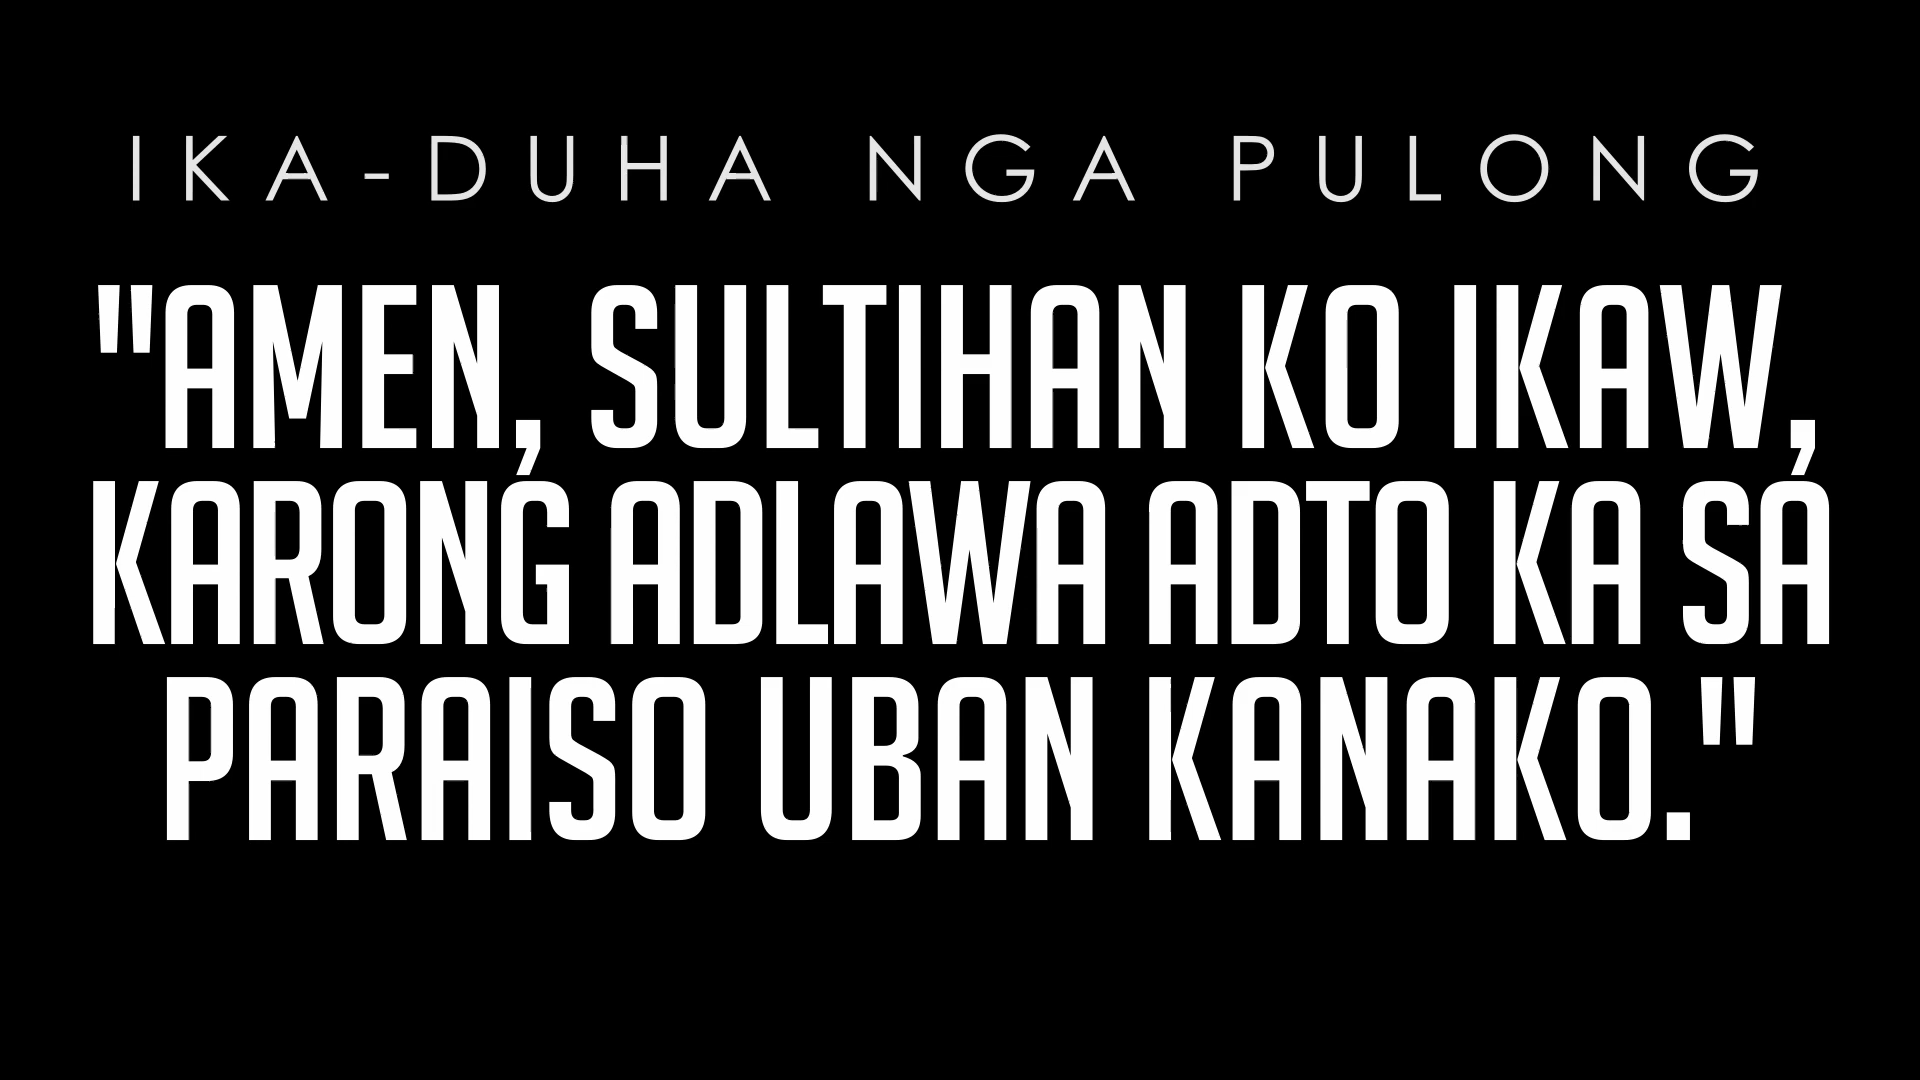 IKA-DUHA NGA PULONG
"AMEN, SULTIHAN KO IKAW,
KARONG ADLAWA ADTO KA SA
PARAISO UBAN KANAKO."